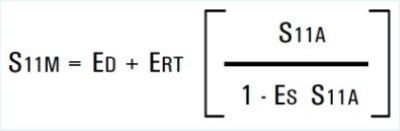 S11A
S11M = ED + ERT
1 - ES S11A